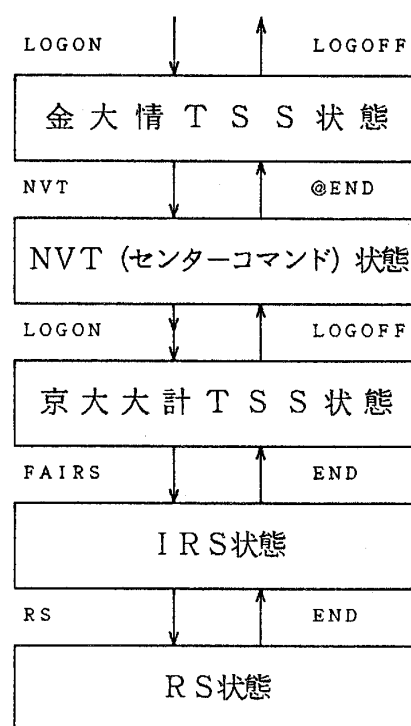 LOGON LOGOFF
金大情TSS状態
NVT @END
NVT(センターコマンド)状態
LOGON LOGOFF
京大大計TSS状態
FAIRS END
IRS状態
RS END
RS状態